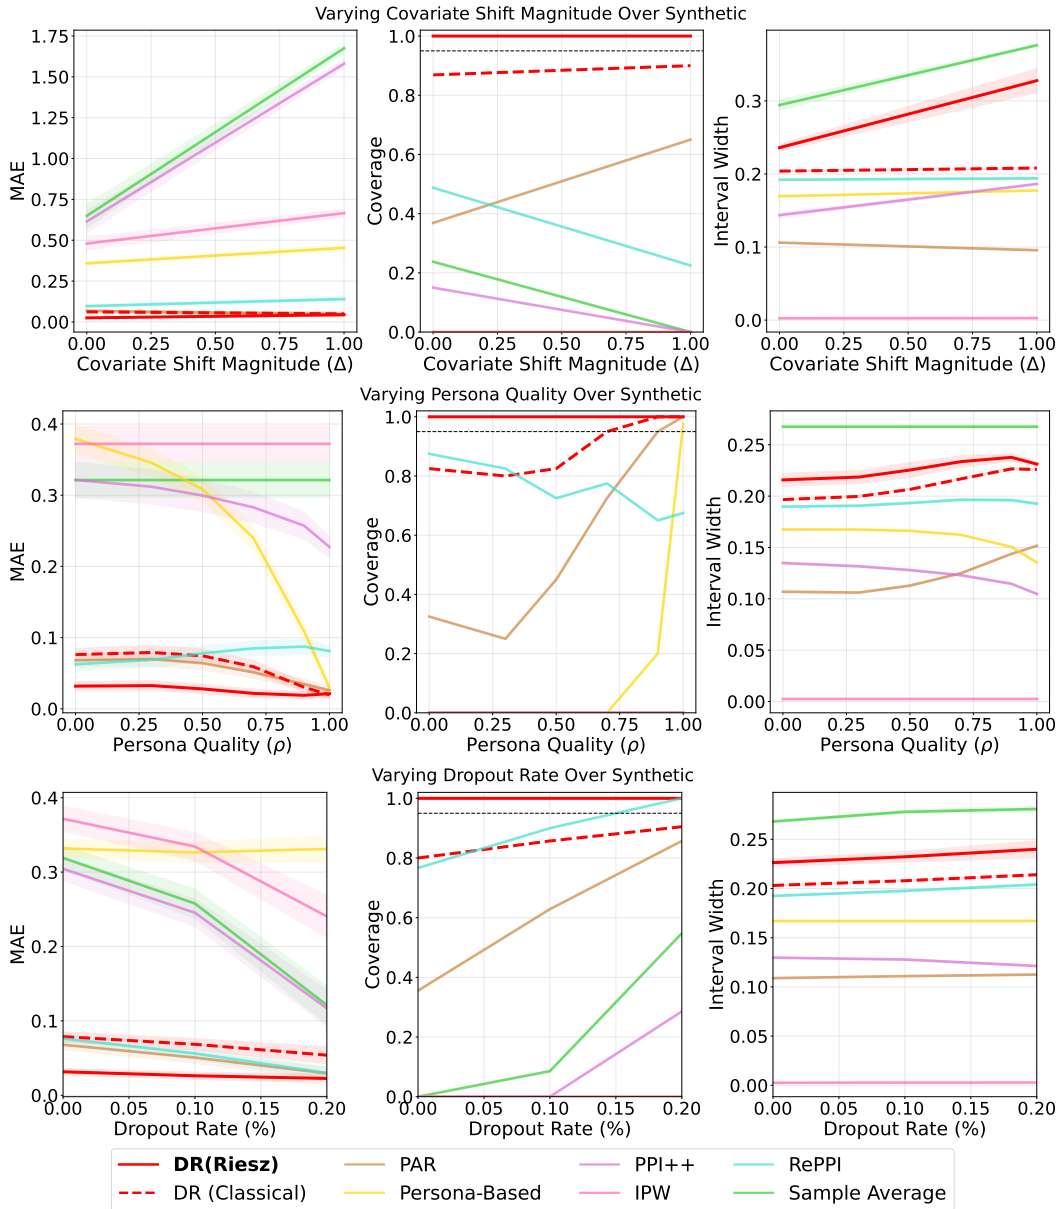 Varying Covariate Shift Magnitude Over Synthetic
MAE
1.75
1.50
1.25
1.00
0.75
0.50
0.25
0.00
0.00 0.25 0.50 0.75 1.00
Covariate Shift Magnitude (Δ)
Coverage
1.0
0.8
0.6
0.4
0.2
0.0
0.00 0.25 0.50 0.75 1.00
Covariate Shift Magnitude (Δ)
Interval Width
0.3
0.2
0.1
0.0
0.00 0.25 0.50 0.75 1.00
Covariate Shift Magnitude (Δ)
Varying Persona Quality Over Synthetic
MAE
0.4
0.3
0.2
0.1
0.0
0.00 0.25 0.50 0.75 1.00
Persona Quality (ρ)
Coverage
1.0
0.8
0.6
0.4
0.2
0.0
0.00 0.25 0.50 0.75 1.00
Persona Quality (ρ)
Interval Width
0.25
0.20
0.15
0.10
0.05
0.00
0.00 0.25 0.50 0.75 1.00
Persona Quality (ρ)
Varying Dropout Rate Over Synthetic
MAE
0.4
0.3
0.2
0.1
0.0
0.00 0.05 0.10 0.15 0.20
Dropout Rate (%)
Coverage
1.0
0.8
0.6
0.4
0.2
0.0
0.00 0.05 0.10 0.15 0.20
Dropout Rate (%)
Interval Width
0.25
0.20
0.15
0.10
0.05
0.00
0.00 0.05 0.10 0.15 0.20
Dropout Rate (%)
DR(Riesz) PAR PPI++ RePPI
DR (Classical) Persona-Based IPW Sample Average